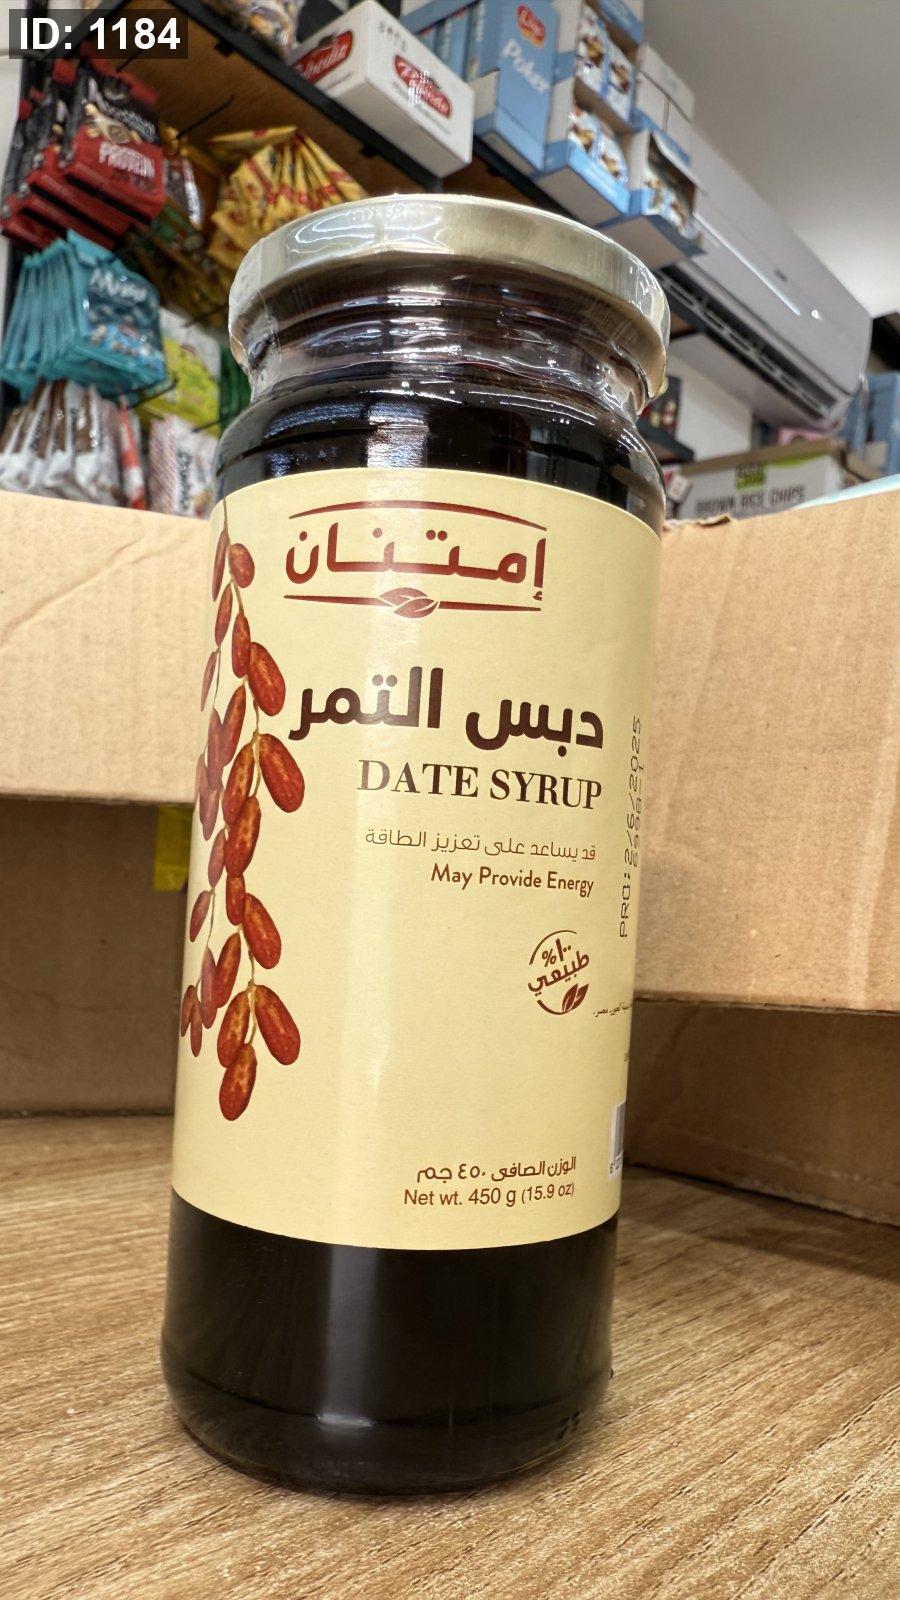 ID: 1184
PROTEIN
Poker
BROWN RICE CHIPS
إمتنان
دبس التمر
DATE SYRUP
قد يساعد على تعزيز الطاقة
May Provide Energy
١٠٠%
طبيعي
PRO: 2/6/2025
الوزن الصافى ٤٥٠ جم
Net wt. 450 g (15.9 oz)